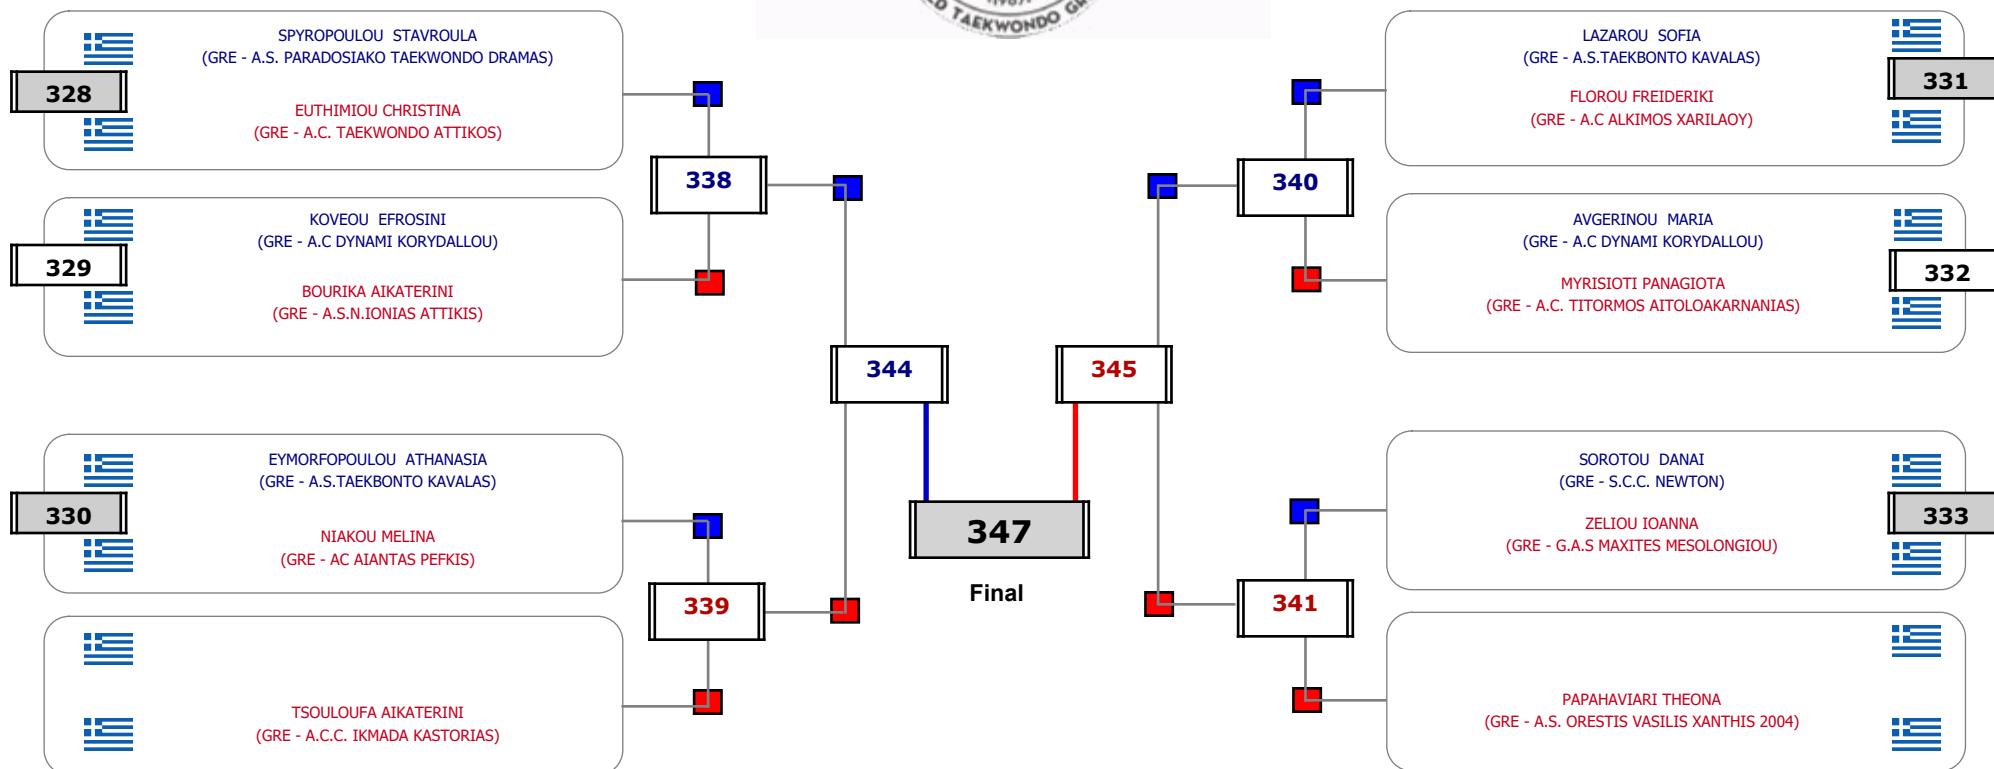 TAEKWONDO
328
SPYROPOULOU STAVROULA
(GRE - A.S. PARADOSIAKO TAEKWONDO DRAMAS)
EUTHIMIOU CHRISTINA
(GRE - A.C. TAEKWONDO ATTIKOS)
329
KOVEOU EFROSINI
(GRE - A.C DYNAMI KORYDALLOU)
BOURIKA AIKATERINI
(GRE - A.S.N.IONIAS ATTIKIS)
330
EYMORFOPOULOU ATHANASIA
(GRE - A.S.TAEKBONTO KAVALAS)
NIAKOU MELINA
(GRE - AC AIANTAS PEFKIS)
TSOULOUFA AIKATERINI
(GRE - A.C.C. IKMADA KASTORIAS)
338
339
344
347
Final
345
340
341
LAZAROU SOFIA
(GRE - A.S.TAEKBONTO KAVALAS)
FLOROU FREIDERIKI
(GRE - A.C ALKIMOS XARILAOY)
331
AVGERINOU MARIA
(GRE - A.C DYNAMI KORYDALLOU)
MYRISIOTI PANAGIOTA
(GRE - A.C. TITORMOS AITOLOAKARNANIAS)
332
SOROTOU DANAI
(GRE - S.C.C. NEWTON)
ZELIOU IOANNA
(GRE - G.A.S MAXITES MESOLONGIOU)
333
PAPAHAVIARI THEONA
(GRE - A.S. ORESTIS VASILIS XANTHIS 2004)